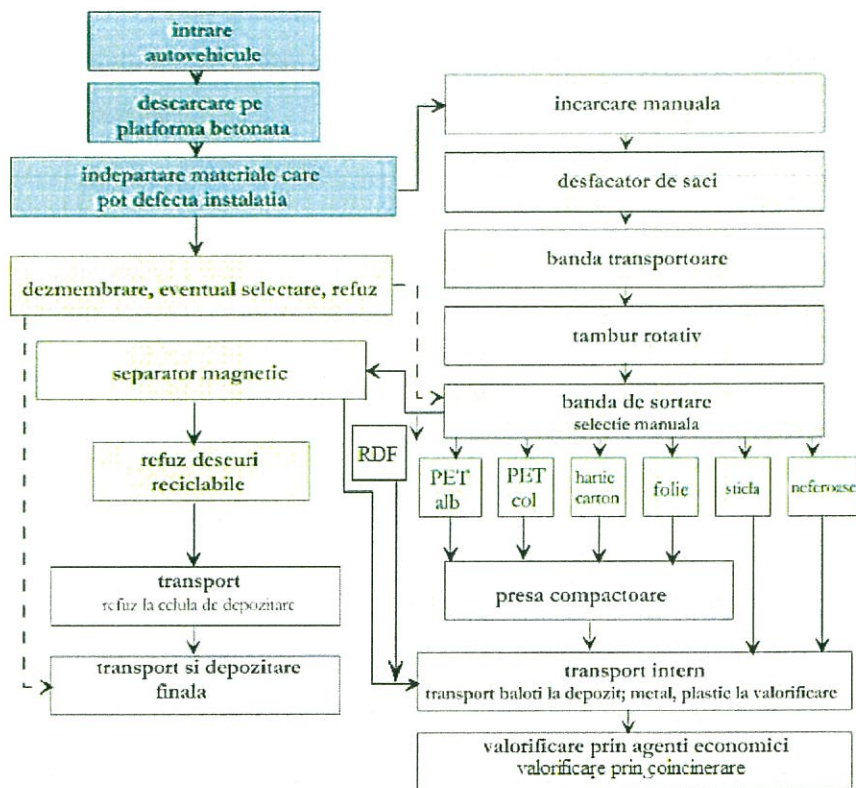 intrare
autovehicule
descarcare pe
platforma betonata
indepartare materiale care
pot defecta instalatia
dezmembrare, eventual selectare, refuz
separator magnetic
refuz deseuri
reciclabile
transport
refuz la celula de depozitare
transport si depozitare
finala
incarcare manuala
desfacator de saci
banda transportoare
tambur rotativ
banda de sortare
selectie manuala
RDF
PET
alb
PET
col
hartie
carton
folie
sticla
neferoase
presa compactoare
transport intern
transport baloti la depozit; metal, plastic la valorificare
valorificare prin agenti economici
valorificare prin coincinerare